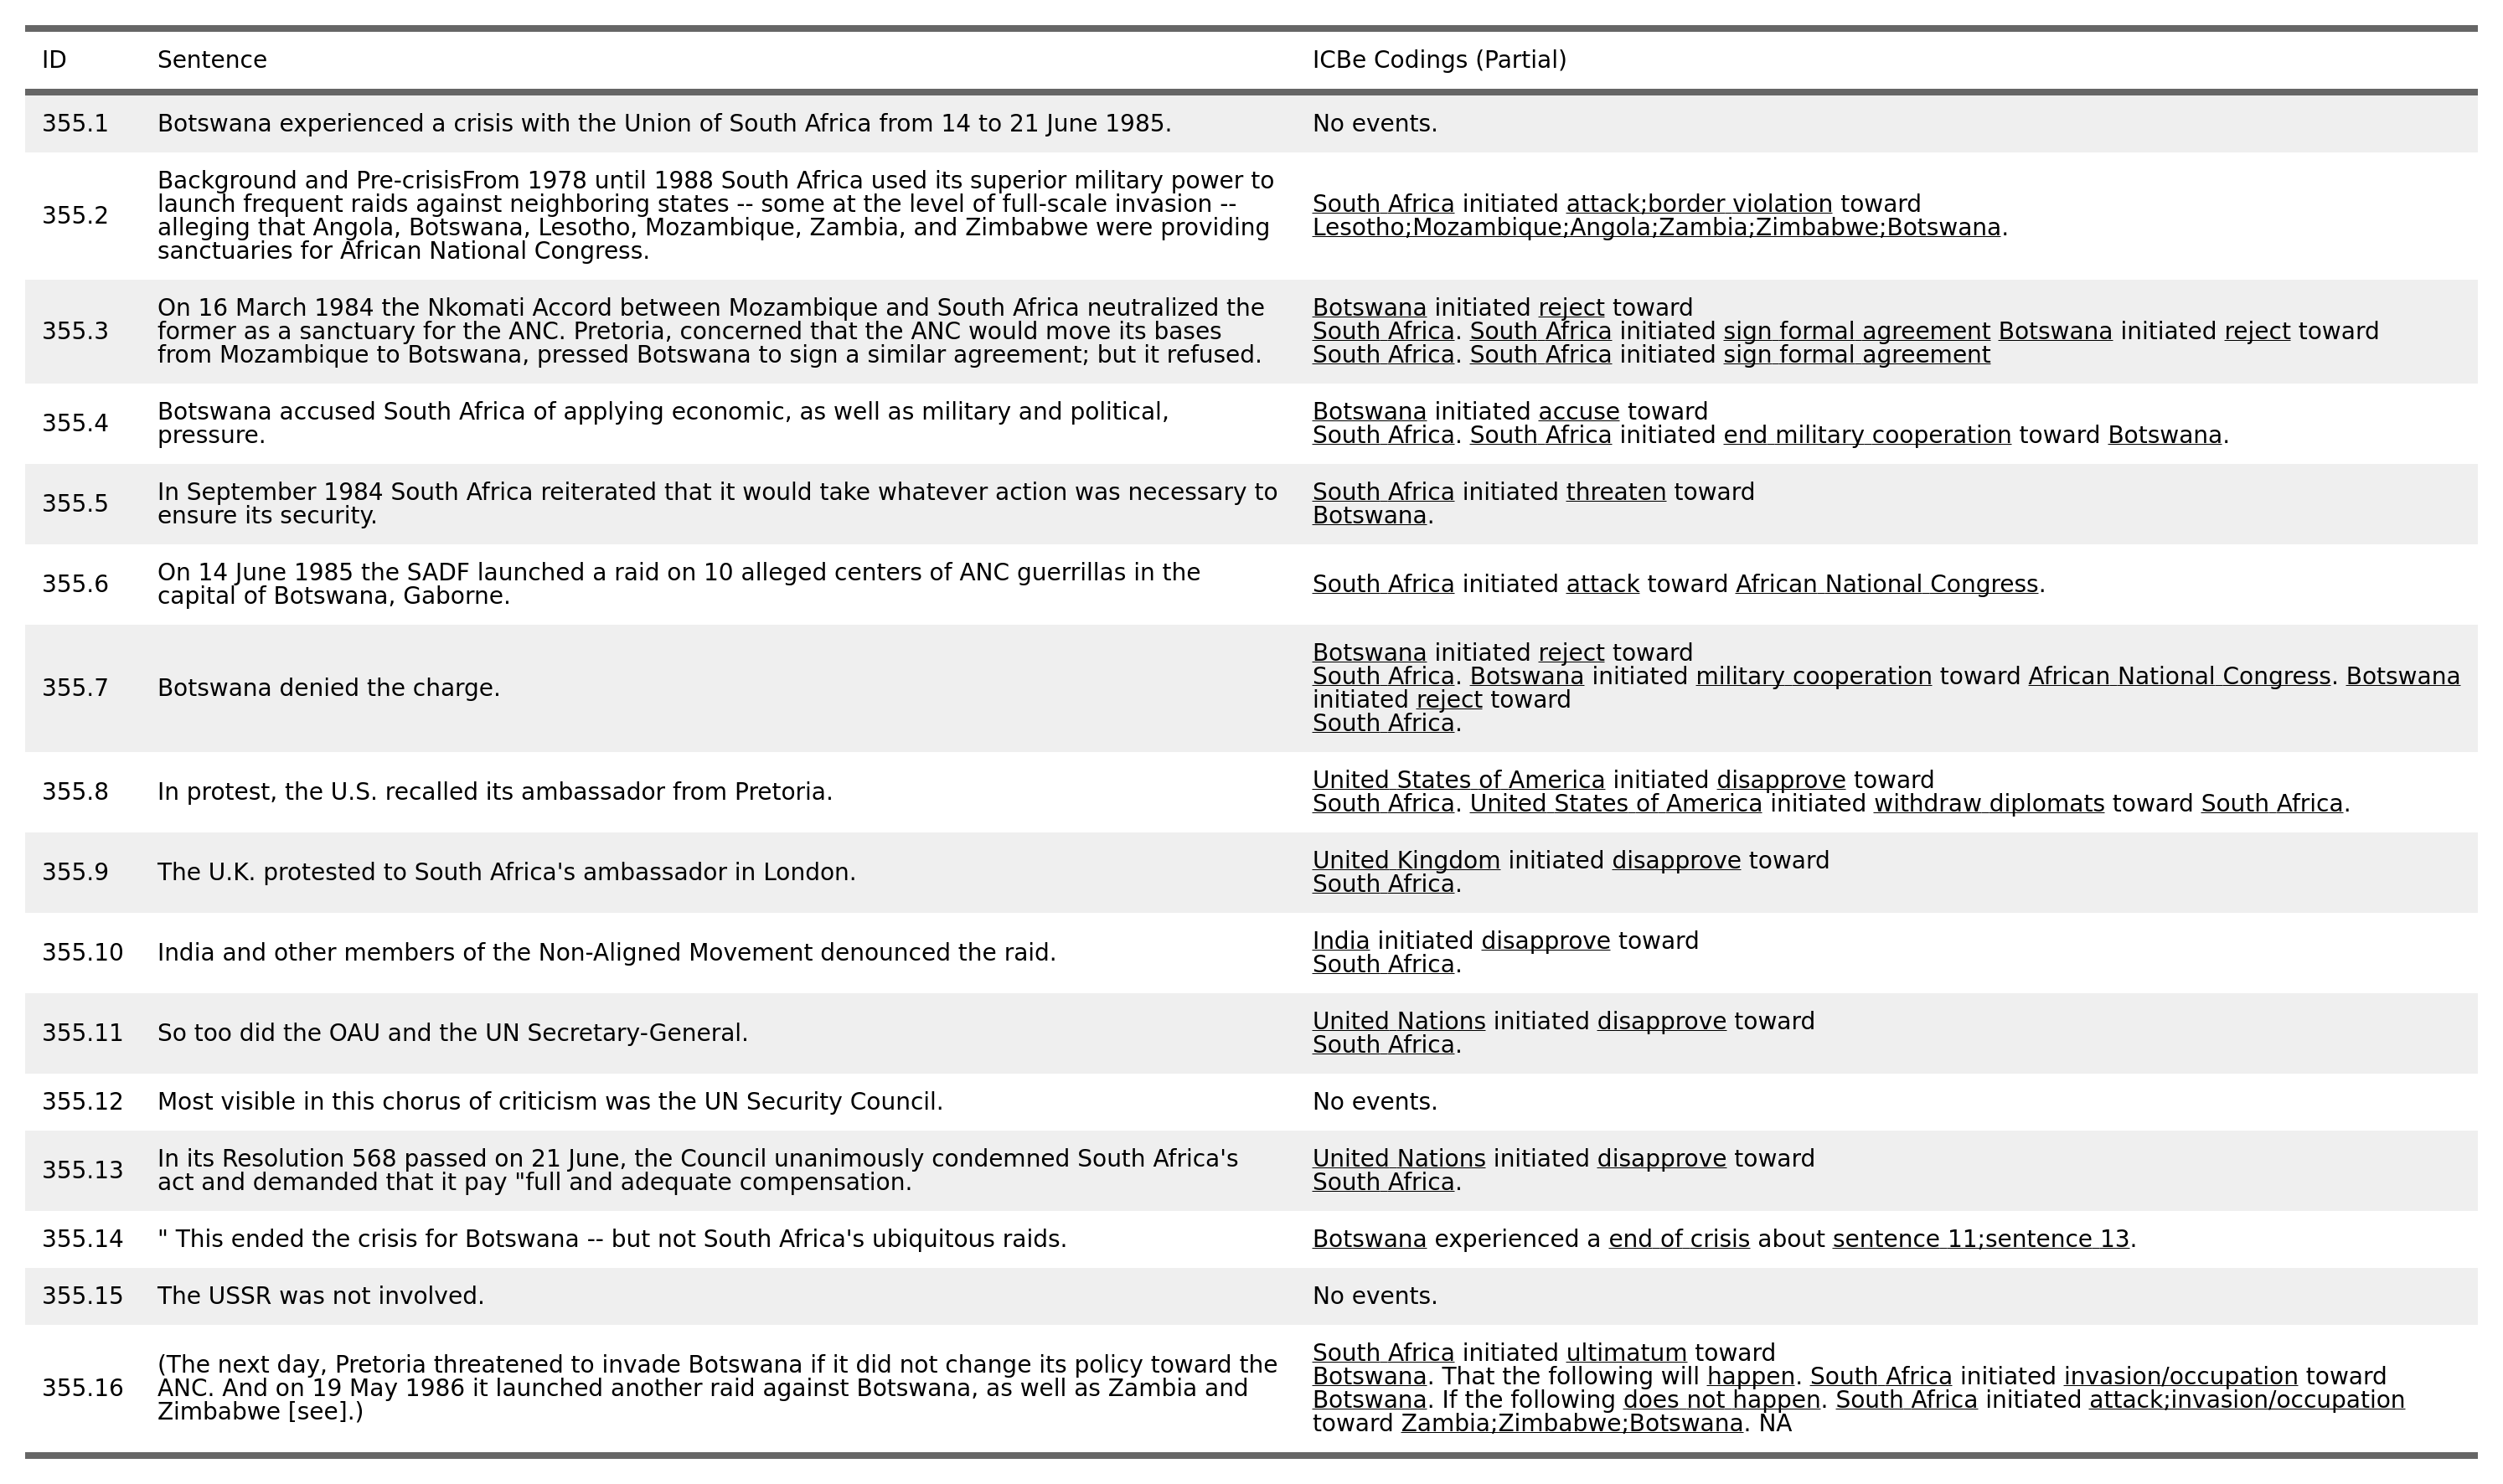 ID Sentence ICBe Codings (Partial)
355.1 Botswana experienced a crisis with the Union of South Africa from 14 to 21 June 1985. No events.
355.2
Background and Pre-crisisFrom 1978 until 1988 South Africa used its superior military power to
launch frequent raids against neighboring states -- some at the level of full-scale invasion --
alleging that Angola, Botswana, Lesotho, Mozambique, Zambia, and Zimbabwe were providing
sanctuaries for African National Congress.
South Africa initiated attack;border violation toward
Lesotho;Mozambique;Angola;Zambia;Zimbabwe;Botswana.
355.3
On 16 March 1984 the Nkomati Accord between Mozambique and South Africa neutralized the
former as a sanctuary for the ANC. Pretoria, concerned that the ANC would move its bases
from Mozambique to Botswana, pressed Botswana to sign a similar agreement; but it refused.
Botswana initiated reject toward
South Africa. South Africa initiated sign formal agreement Botswana initiated reject toward
South Africa. South Africa initiated sign formal agreement
355.4
Botswana accused South Africa of applying economic, as well as military and political,
pressure.
Botswana initiated accuse toward
South Africa. South Africa initiated end military cooperation toward Botswana.
355.5
In September 1984 South Africa reiterated that it would take whatever action was necessary to
ensure its security.
South Africa initiated threaten toward
Botswana.
355.6
On 14 June 1985 the SADF launched a raid on 10 alleged centers of ANC guerrillas in the
capital of Botswana, Gaborne.
South Africa initiated attack toward African National Congress.
355.7 Botswana denied the charge.
Botswana initiated reject toward
South Africa. Botswana initiated military cooperation toward African National Congress. Botswana
initiated reject toward
South Africa.
355.8 In protest, the U.S. recalled its ambassador from Pretoria.
United States of America initiated disapprove toward
South Africa. United States of America initiated withdraw diplomats toward South Africa.
355.9 The U.K. protested to South Africa's ambassador in London.
United Kingdom initiated disapprove toward
South Africa.
355.10 India and other members of the Non-Aligned Movement denounced the raid.
India initiated disapprove toward
South Africa.
355.11 So too did the OAU and the UN Secretary-General.
United Nations initiated disapprove toward
South Africa.
355.12 Most visible in this chorus of criticism was the UN Security Council. No events.
355.13
In its Resolution 568 passed on 21 June, the Council unanimously condemned South Africa's
act and demanded that it pay "full and adequate compensation.
United Nations initiated disapprove toward
South Africa.
355.14 " This ended the crisis for Botswana -- but not South Africa's ubiquitous raids. Botswana experienced a end of crisis about sentence 11;sentence 13.
355.15 The USSR was not involved. No events.
355.16
(The next day, Pretoria threatened to invade Botswana if it did not change its policy toward the
ANC. And on 19 May 1986 it launched another raid against Botswana, as well as Zambia and
Zimbabwe [see].)
South Africa initiated ultimatum toward
Botswana. That the following will happen. South Africa initiated invasion/occupation toward
Botswana. If the following does not happen. South Africa initiated attack;invasion/occupation
toward Zambia;Zimbabwe;Botswana. NA